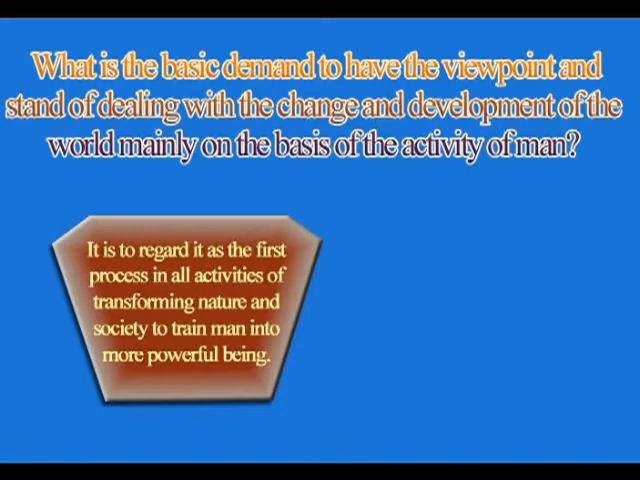 What is the basic demand to have the viewpoint and
stand of dealing with the change and development of the
world mainly on the basis of the activity of man?
It is to regard it as the first
process in all activities of
transforming nature and
society to train man into
more powerful being.